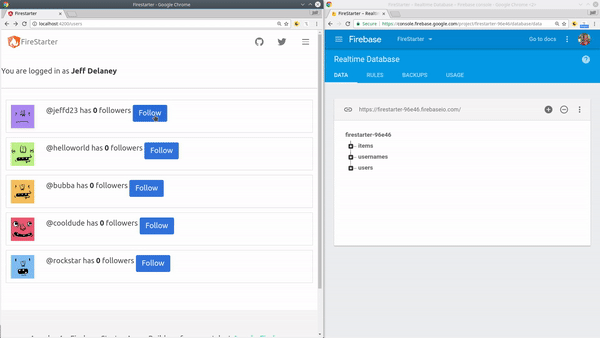 Firestarter - Google Chrome
FireStarter
Jeff
localhost:4200/users
FireStarter
You are logged in as Jeff Delaney
@jeffd23 has 0 followers Follow
@helloworld has 0 followers Follow
@bubba has 0 followers Follow
@cooldude has 0 followers Follow
@rockstar has 0 followers Follow
FireStarter - Realtime Database - Firebase console - Google Chrome
FireStarter - Realti
Jeff
Secure
https://console.firebase.google.com/project/firestarter-96e46/database/data
Firebase
FireStarter
Go to docs
Realtime Database
DATA RULES BACKUPS USAGE
https://firestarter-96e46.firebaseio.com/
firestarter-96e46
items
usernames
users